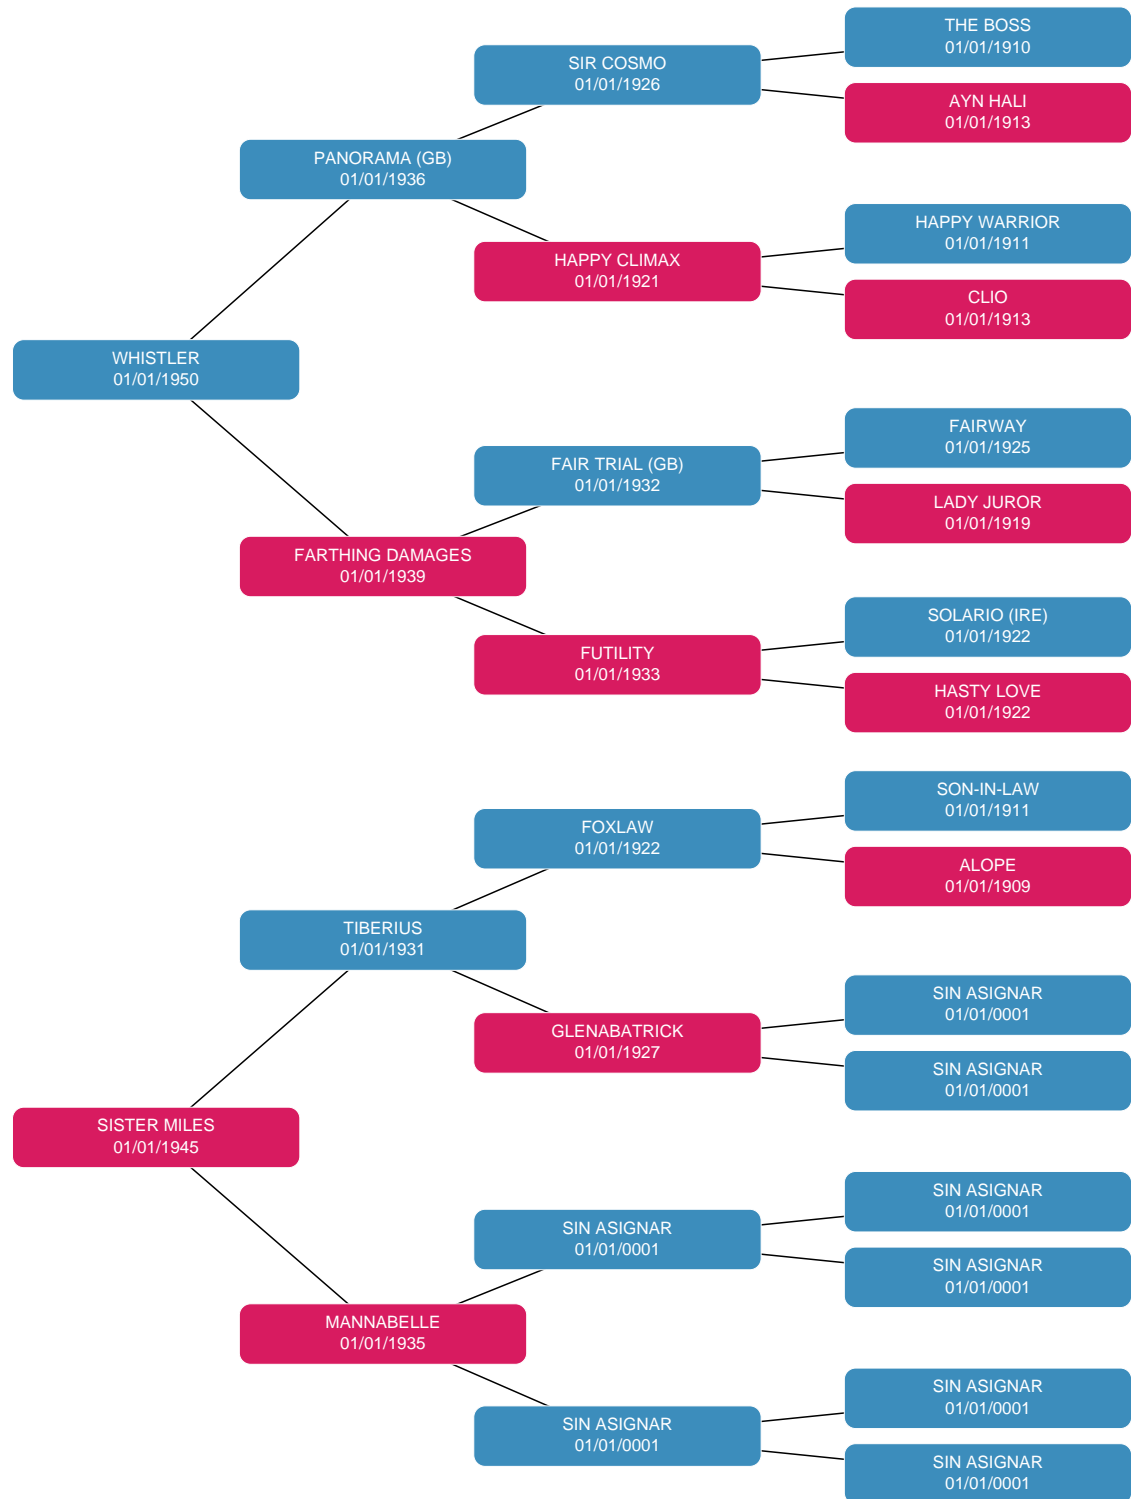 THE BOSS
01/01/1910
SIR COSMO
01/01/1926
AYN HALI
01/01/1913
PANORAMA (GB)
01/01/1936
HAPPY WARRIOR
01/01/1911
HAPPY CLIMAX
01/01/1921
CLIO
01/01/1913
WHISTLER
01/01/1950
FAIRWAY
01/01/1925
FAIR TRIAL (GB)
01/01/1932
LADY JUROR
01/01/1919
FARTHING DAMAGES
01/01/1939
SOLARIO (IRE)
01/01/1922
FUTILITY
01/01/1933
HASTY LOVE
01/01/1922
SON-IN-LAW
01/01/1911
FOXLAW
01/01/1922
ALOPE
01/01/1909
TIBERIUS
01/01/1931
SIN ASIGNAR
01/01/0001
GLENABATRICK
01/01/1927
SIN ASIGNAR
01/01/0001
SISTER MILES
01/01/1945
SIN ASIGNAR
01/01/0001
SIN ASIGNAR
01/01/0001
SIN ASIGNAR
01/01/0001
MANNABELLE
01/01/1935
SIN ASIGNAR
01/01/0001
SIN ASIGNAR
01/01/0001
SIN ASIGNAR
01/01/0001